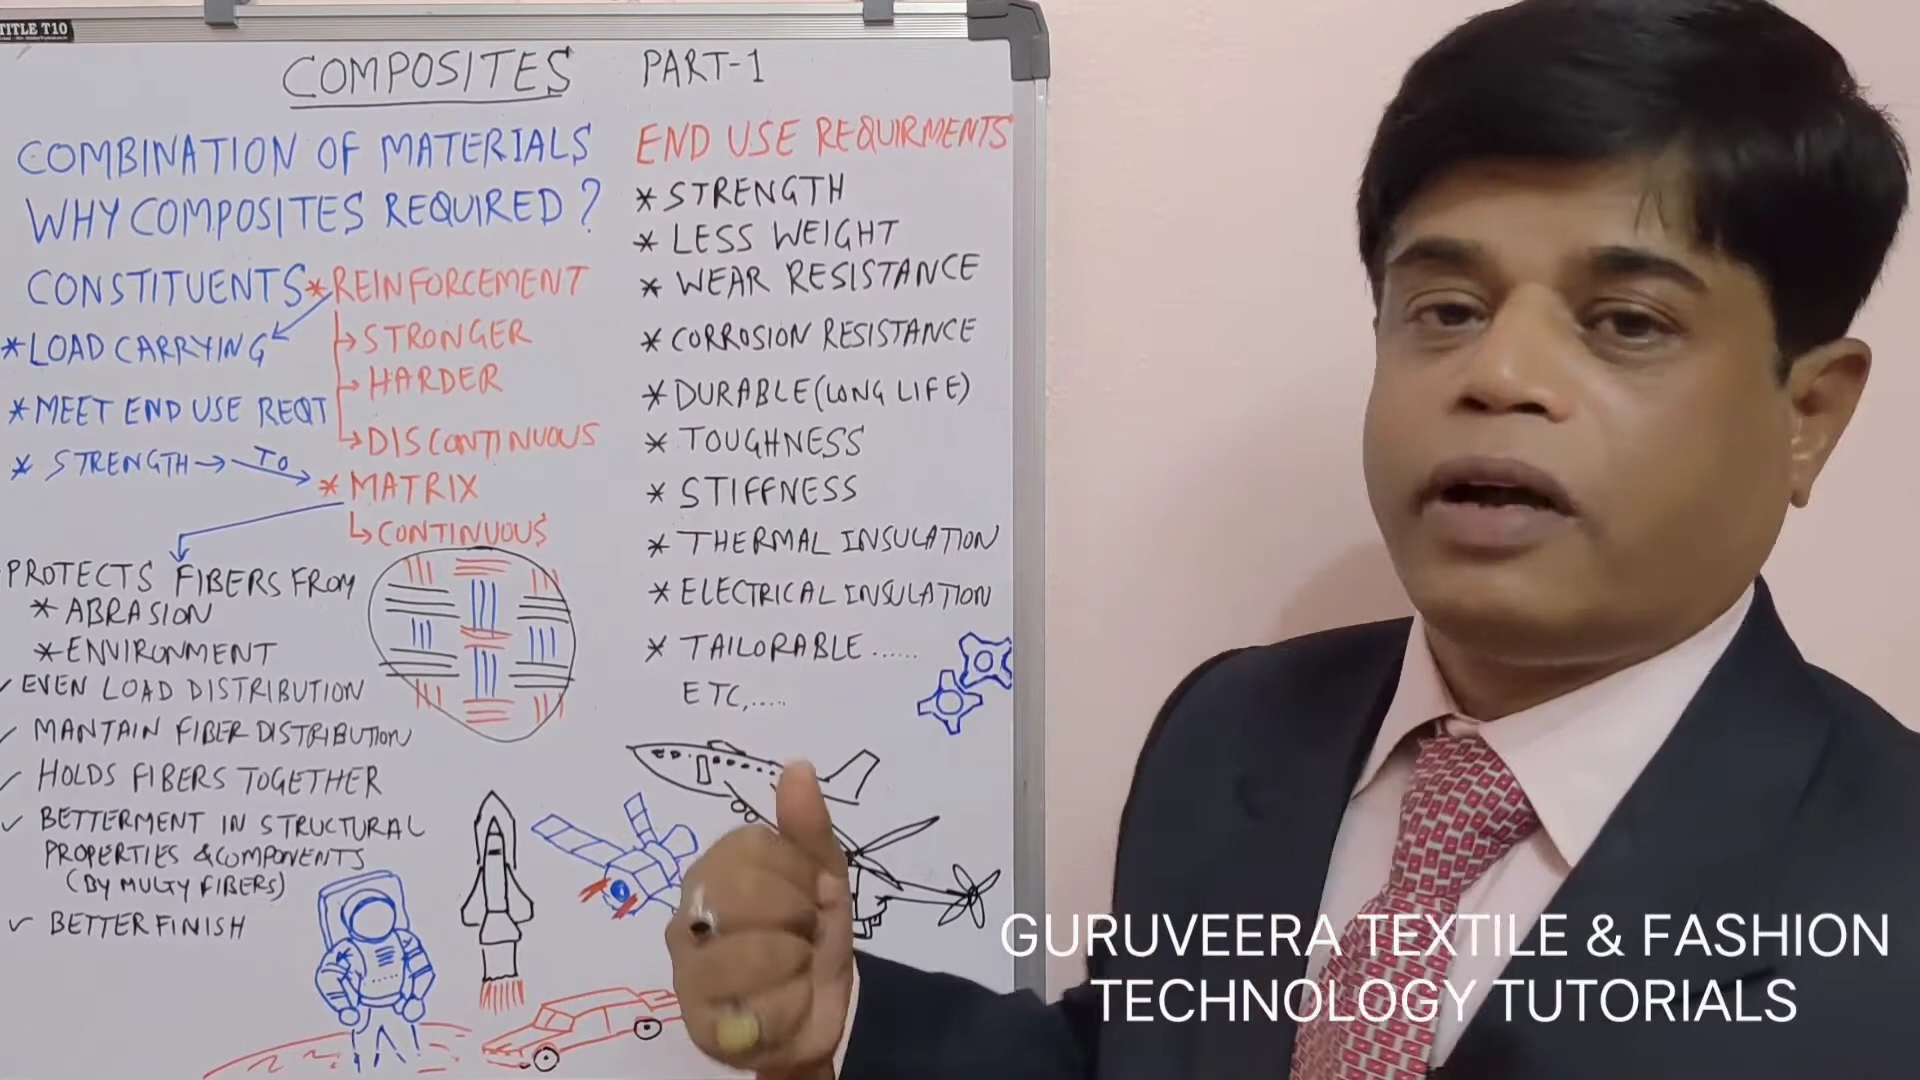 TITLE T10
COMPOSITES PART-1
COMBINATION OF MATERIALS
WHY COMPOSITES REQUIRED ?
CONSTITUENTS * REINFORCEMENT
* LOAD CARRYING
→ STRONGER
→ HARDER
* MEET END USE REQT
→ DISCONTINUOUS
* STRENGTH → TO
* MATRIX
↳ CONTINUOUS
PROTECTS FIBERS FROM
* ABRASION
* ENVIRONMENT
✓ EVEN LOAD DISTRIBUTION
✓ MANTAIN FIBER DISTRIBUTION
✓ HOLDS FIBERS TOGETHER
✓ BETTERMENT IN STRUCTURAL
PROPERTIES & COMPONENTS
(BY MULTY FIBERS)
✓ BETTER FINISH
END USE REQUIRMENTS
* STRENGTH
* LESS WEIGHT
* WEAR RESISTANCE
* CORROSION RESISTANCE
* DURABLE (LONG LIFE)
* TOUGHNESS
* STIFFNESS
* THERMAL INSULATION
* ELECTRICAL INSULATION
* TAILORABLE ......
ETC,.....
GURUVEERA TEXTILE & FASHION
TECHNOLOGY TUTORIALS